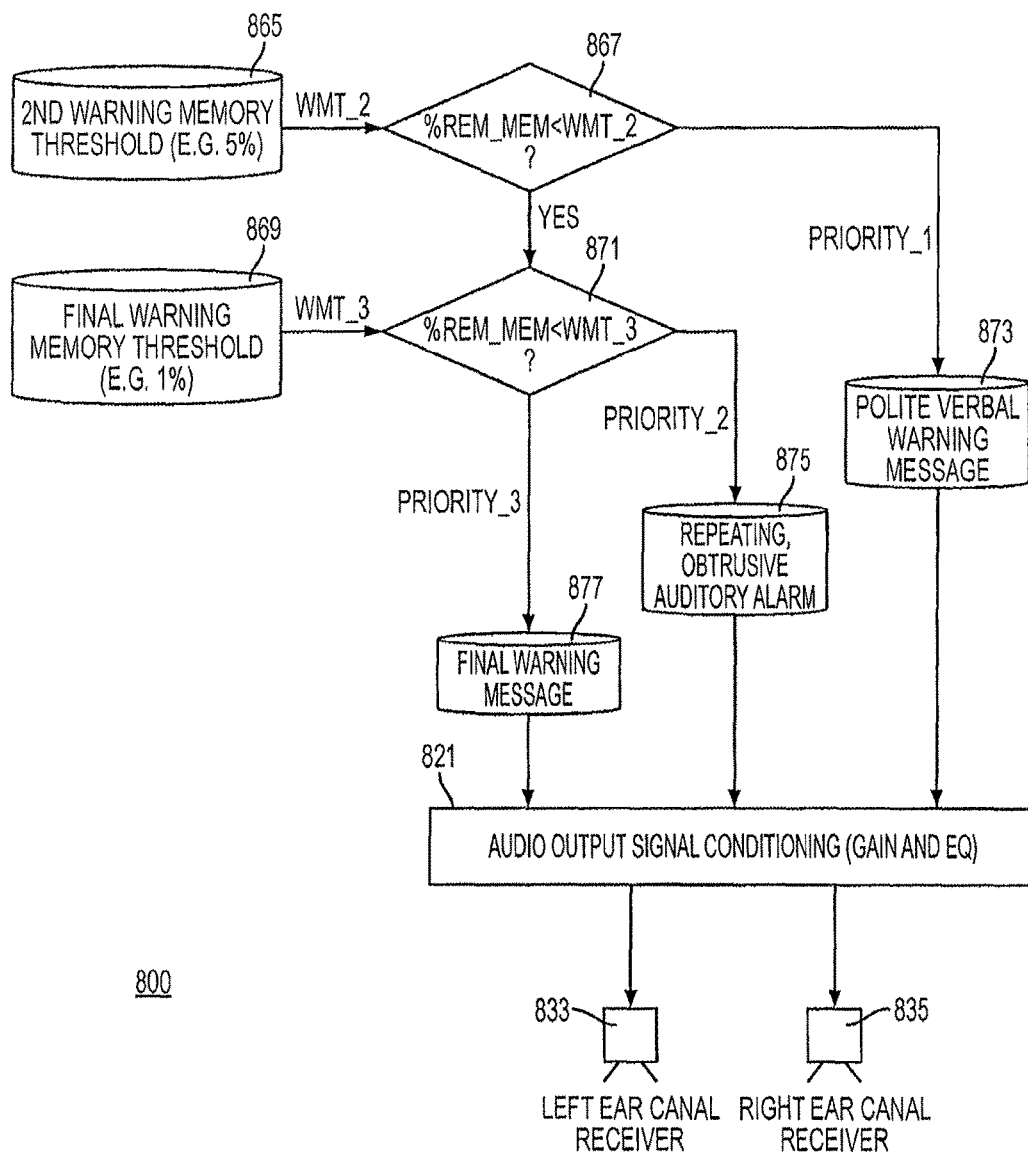 865
867
2ND WARNING MEMORY
THRESHOLD (E.G. 5%)
WMT_2
%REM_MEM<WMT_2
?
YES
PRIORITY_1
869
871
FINAL WARNING
MEMORY THRESHOLD
(E.G. 1%)
WMT_3
%REM_MEM<WMT_3
?
873
POLITE VERBAL
WARNING
MESSAGE
PRIORITY_2
PRIORITY_3
875
REPEATING,
OBTRUSIVE
AUDITORY ALARM
877
FINAL WARNING
MESSAGE
821
AUDIO OUTPUT SIGNAL CONDITIONING (GAIN AND EQ)
800
833
835
LEFT EAR CANAL
RECEIVER
RIGHT EAR CANAL
RECEIVER